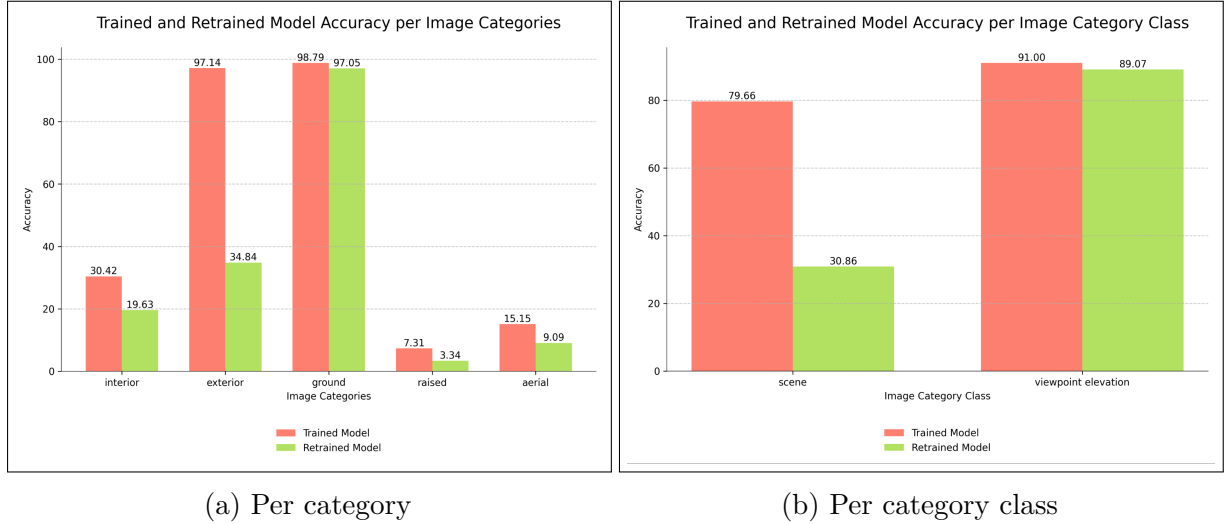 Trained and Retrained Model Accuracy per Image Categories
100
80
60
40
20
0
Accuracy
30.42
19.63
97.14
34.84
98.79
97.05
7.31
3.34
15.15
9.09
interior exterior ground raised aerial
Image Categories
Trained Model
Retrained Model
(a) Per category
Trained and Retrained Model Accuracy per Image Category Class
80
60
40
20
0
Accuracy
79.66
30.86
91.00
89.07
scene viewpoint elevation
Image Category Class
Trained Model
Retrained Model
(b) Per category class